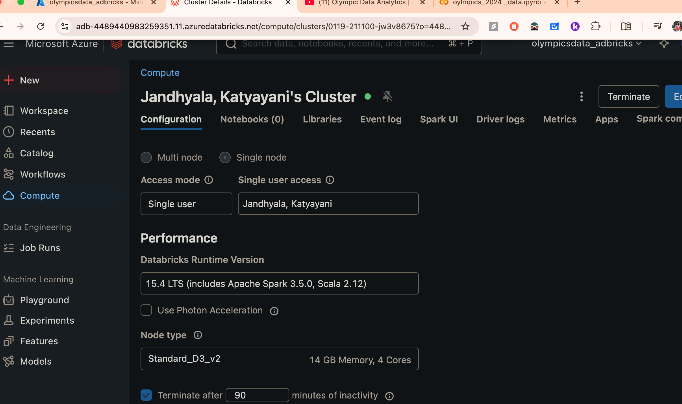 olympicsdata_adbricks - Mi
Cluster Details - Databricks
(11) Olympic Data Analytics |
olympics_2024 _data.ipynb -
adb-4489440983259351.11.azuredatabricks.net/compute/clusters/0119-211100-jw3v8675?o=448...
Microsoft Azure
databricks
Search data, notebooks, recents, and more...
⌘ + P
olympicsdata_adbricks
New
Workspace
Recents
Catalog
Workflows
Compute
Data Engineering
Job Runs
Machine Learning
Playground
Experiments
Features
Models
Compute
Jandhyala, Katyayani's Cluster
Terminate
Configuration Notebooks (0) Libraries Event log Spark UI Driver logs Metrics Apps Spark com
Multi node Single node
Access mode Single user access
Single user Jandhyala, Katyayani
Performance
Databricks Runtime Version
15.4 LTS (includes Apache Spark 3.5.0, Scala 2.12)
Use Photon Acceleration
Node type
Standard_D3_v2 14 GB Memory, 4 Cores
Terminate after 90 minutes of inactivity